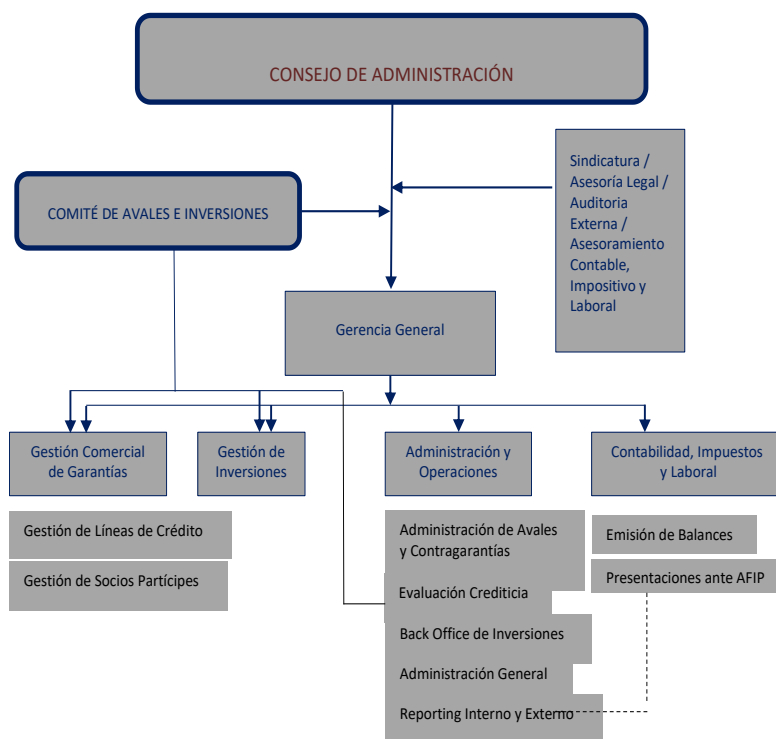 CONSEJO DE ADMINISTRACIÓN
Sindicatura /
Asesoría Legal /
Auditoria
Externa /
Asesoramiento
Contable,
Impositivo y
Laboral
COMITÉ DE AVALES E INVERSIONES
Gerencia General
Gestión Comercial
de Garantías
Gestión de
Inversiones
Administración y
Operaciones
Contabilidad, Impuestos
y Laboral
Gestión de Líneas de Crédito
Gestión de Socios Partícipes
Administración de Avales
y Contragarantías
Evaluación Crediticia
Back Office de Inversiones
Administración General
Reporting Interno y Externo
Emisión de Balances
Presentaciones ante AFIP